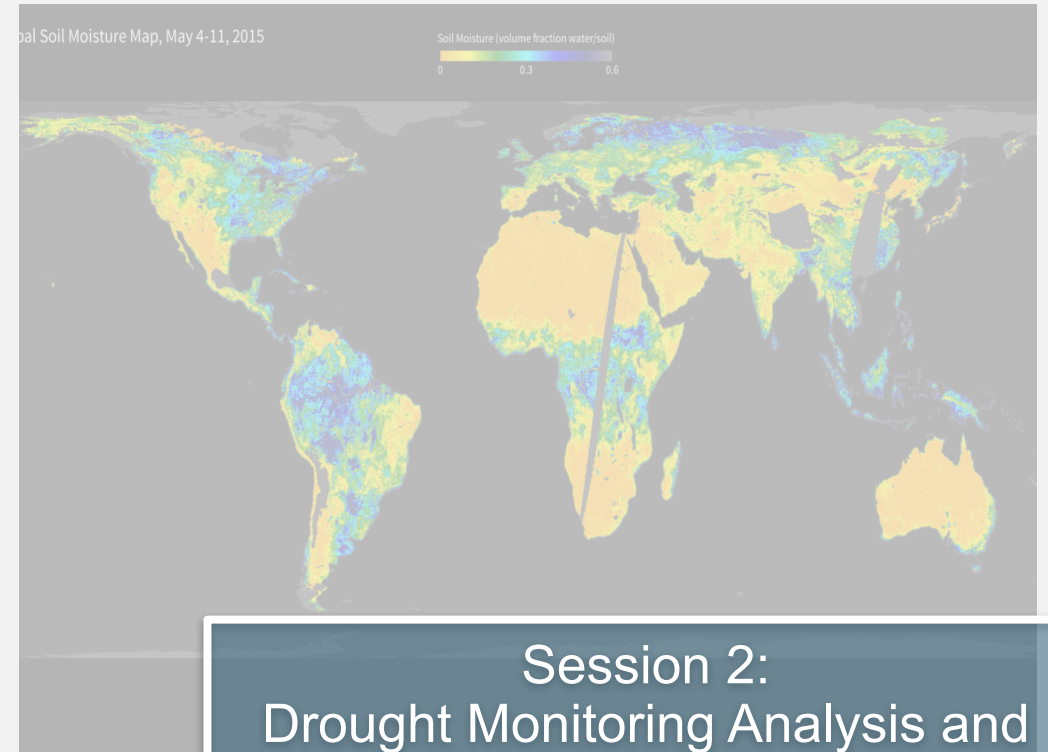 bal Soil Moisture Map, May 4-11, 2015
Soil Moisture (volume fraction water/soil)
0 0.3 0.6
Session 2:
Drought Monitoring Analysis and